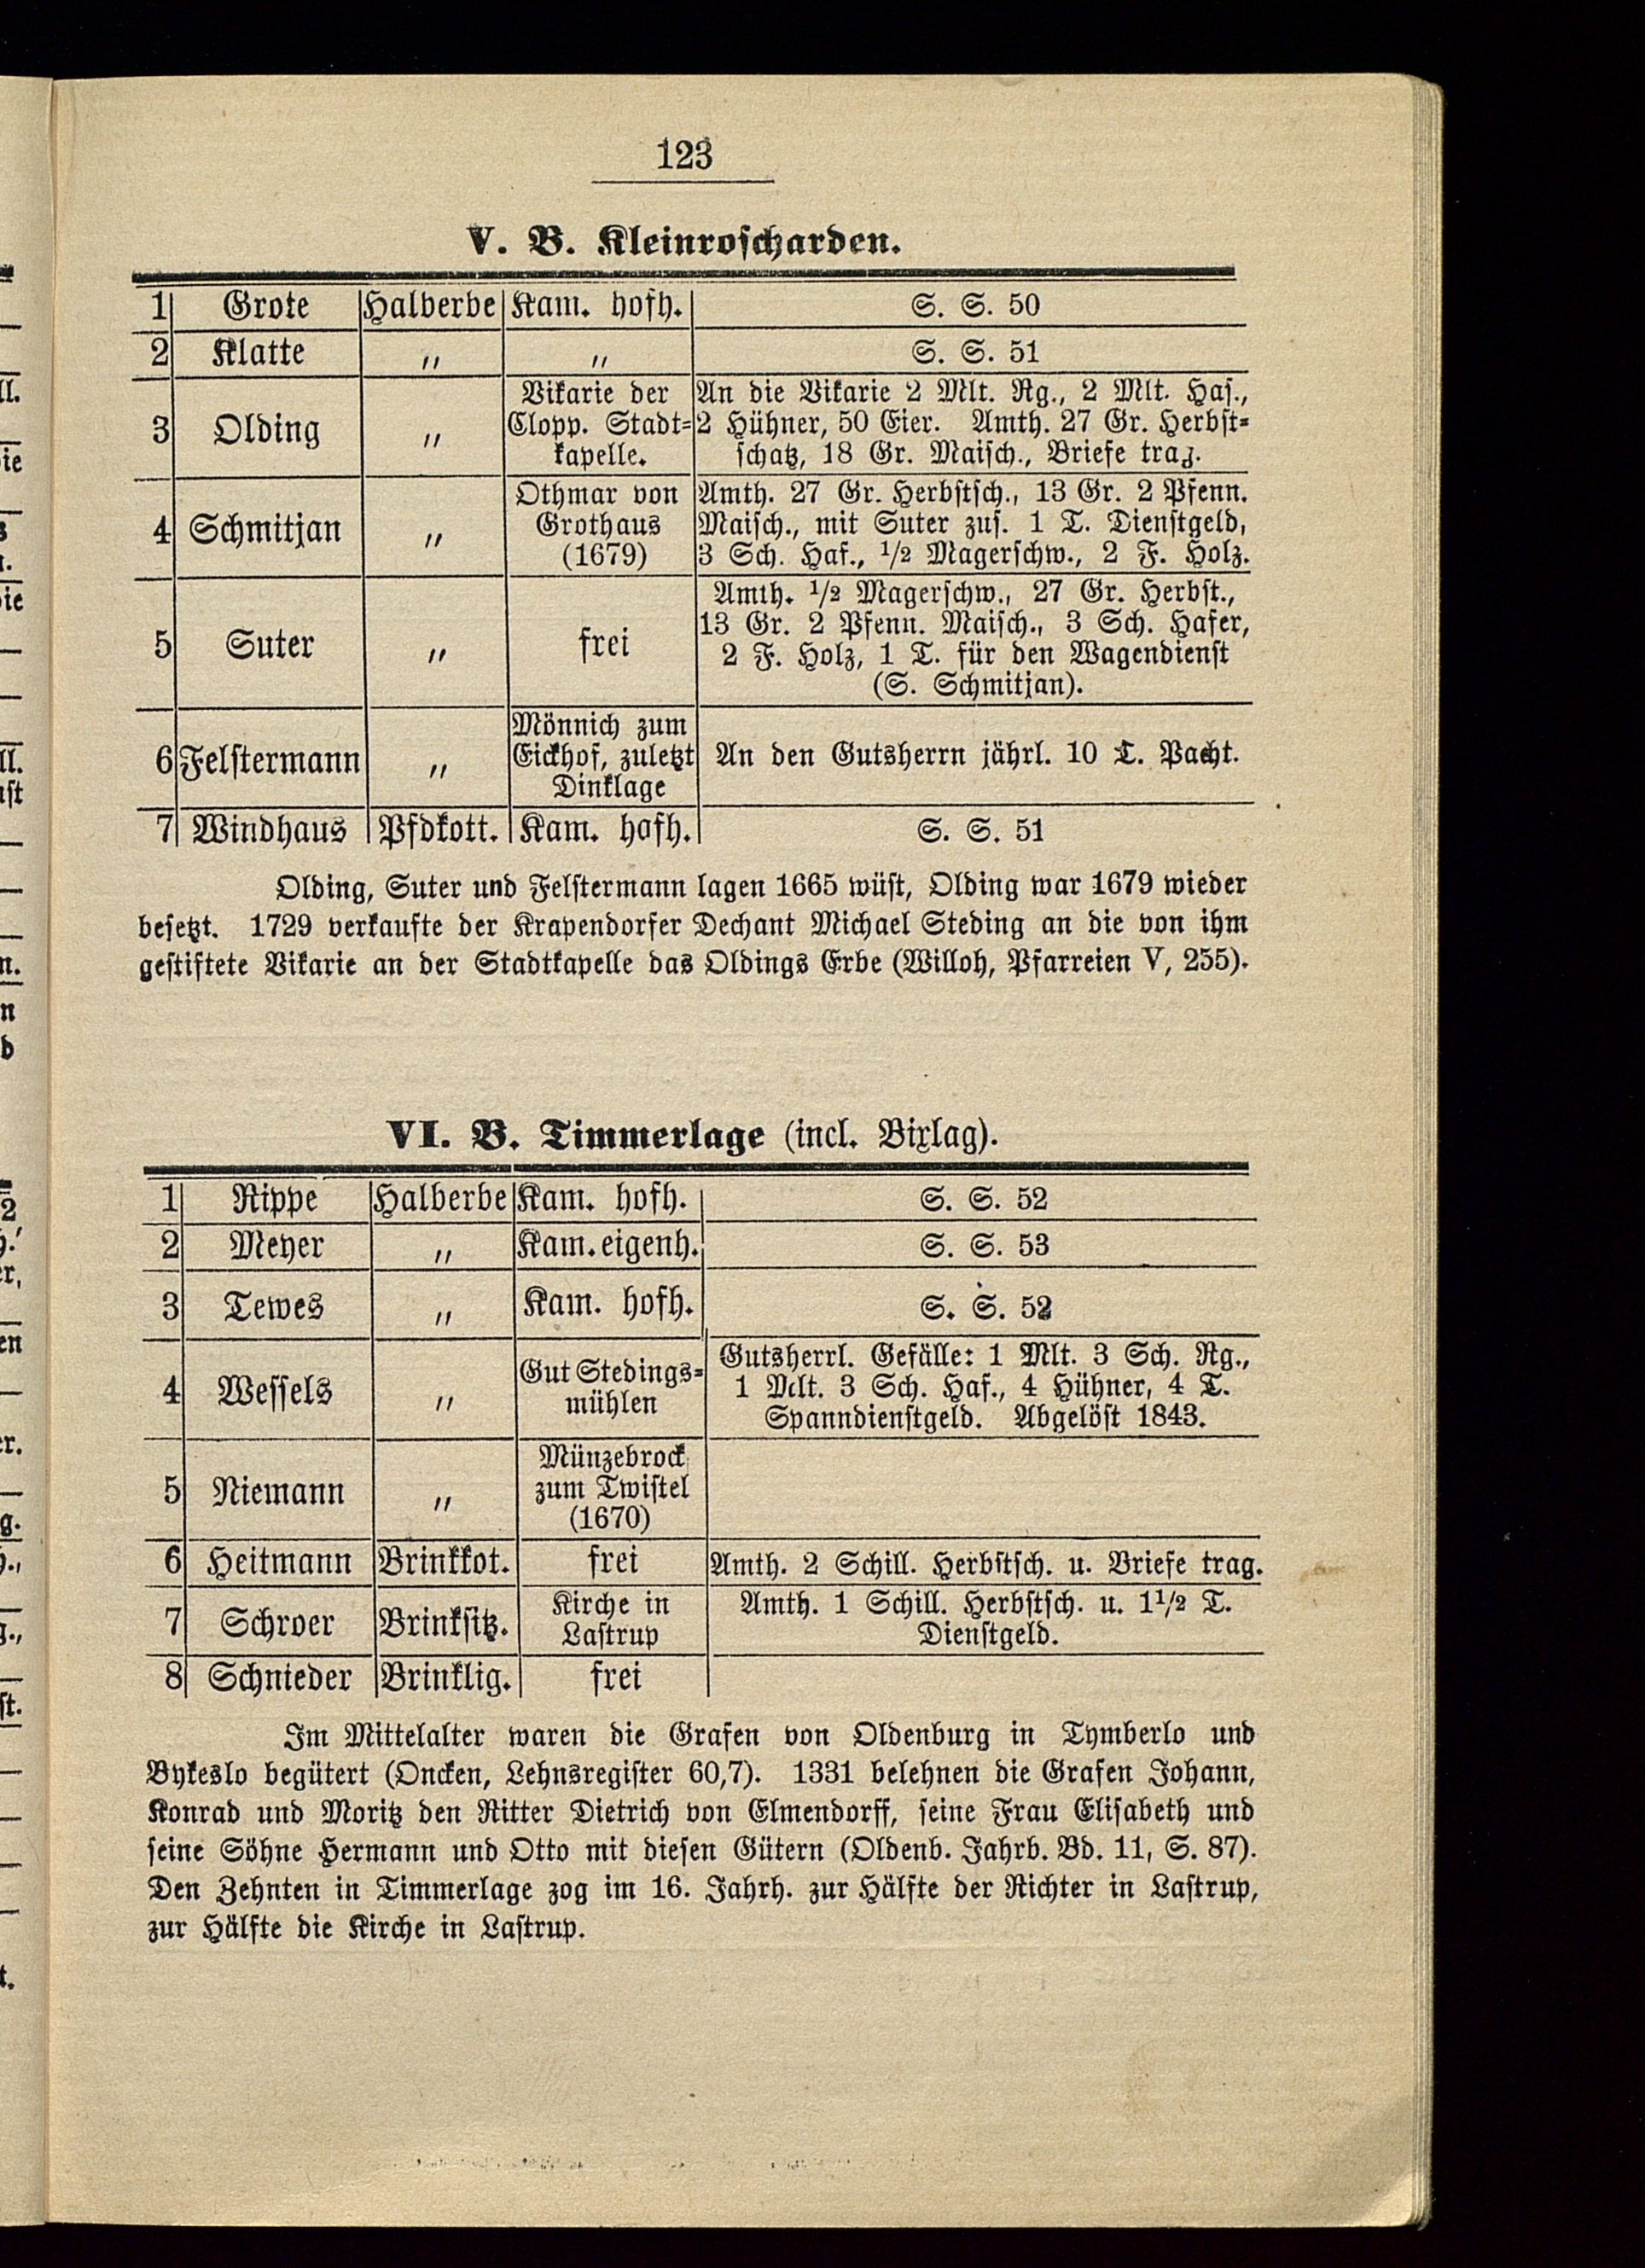 123
V. B. Kleinroscharden.
1 Grote Halberbe Kam. hofh. S. S. 50
2 Klatte „ „ S. S. 51
Vikarie der An die Vikarie 2 Mlt. Rg., 2 Mlt. Haf.,
3 Olding „ Clopp. Stadt- 2 Hühner, 50 Eier. Amth. 27 Gr. Herbst-
kapelle. schatz, 18 Gr. Maisch., Briefe trag.
Othmar von Amth. 27 Gr. Herbstsch., 13 Gr. 2 Pfenn.
4 Schmitjan „ Grothaus Maisch., mit Suter zus. 1 T. Dienstgeld,
(1679) 3 Sch. Haf., 1/2 Magerschw., 2 F. Holz.
Amth. 1/2 Magerschw., 27 Gr. Herbst.,
13 Gr. 2 Pfenn. Maisch., 3 Sch. Hafer,
5 Suter „ frei 2 F. Holz, 1 T. für den Wagendienst
(S. Schmitjan).
Mönnich zum
6 Felstermann „ Eickhof, zuletzt An den Gutsherrn jährl. 10 T. Pacht.
Dinklage
7 Windhaus Pfdkott. Kam. hofh. S. S. 51
Olding, Suter und Felstermann lagen 1665 wüst, Olding war 1679 wieder
besetzt. 1729 verkaufte der Krapendorfer Dechant Michael Steding an die von ihm
gestiftete Vikarie an der Stadtkapelle das Oldings Erbe (Willoh, Pfarreien V, 255).
VI. B. Timmerlage (incl. Bixlag).
1 Rippe Halberbe Kam. hofh. S. S. 52
2 Meyer „ Kam. eigenh. S. S. 53
3 Tewes „ Kam. hofh. S. S. 52
Gutsherrl. Gefälle: 1 Mlt. 3 Sch. Rg.,
4 Wessels „ Gut Stedings- 1 Mlt. 3 Sch. Haf., 4 Hühner, 4 T.
mühlen Spanndienstgeld. Abgelöst 1843.
Münzebrock
5 Niemann „ zum Twistel
(1670)
6 Heitmann Brinkkot. frei Amth. 2 Schill. Herbstsch. u. Briefe trag.
7 Schroer Brinksitz. Kirche in Amth. 1 Schill. Herbstsch. u. 1 1/2 T.
Lastrup Dienstgeld.
8 Schnieder Brinklig. frei
Im Mittelalter waren die Grafen von Oldenburg in Tymberlo und
Bykeslo begütert (Oncken, Lehnsregister 60,7). 1331 belehnen die Grafen Johann,
Konrad und Moritz den Ritter Dietrich von Elmendorff, seine Frau Elisabeth und
seine Söhne Hermann und Otto mit diesen Gütern (Oldenb. Jahrb. Bd. 11, S. 87).
Den Zehnten in Timmerlage zog im 16. Jahrh. zur Hälfte der Richter in Lastrup,
zur Hälfte die Kirche in Lastrup.